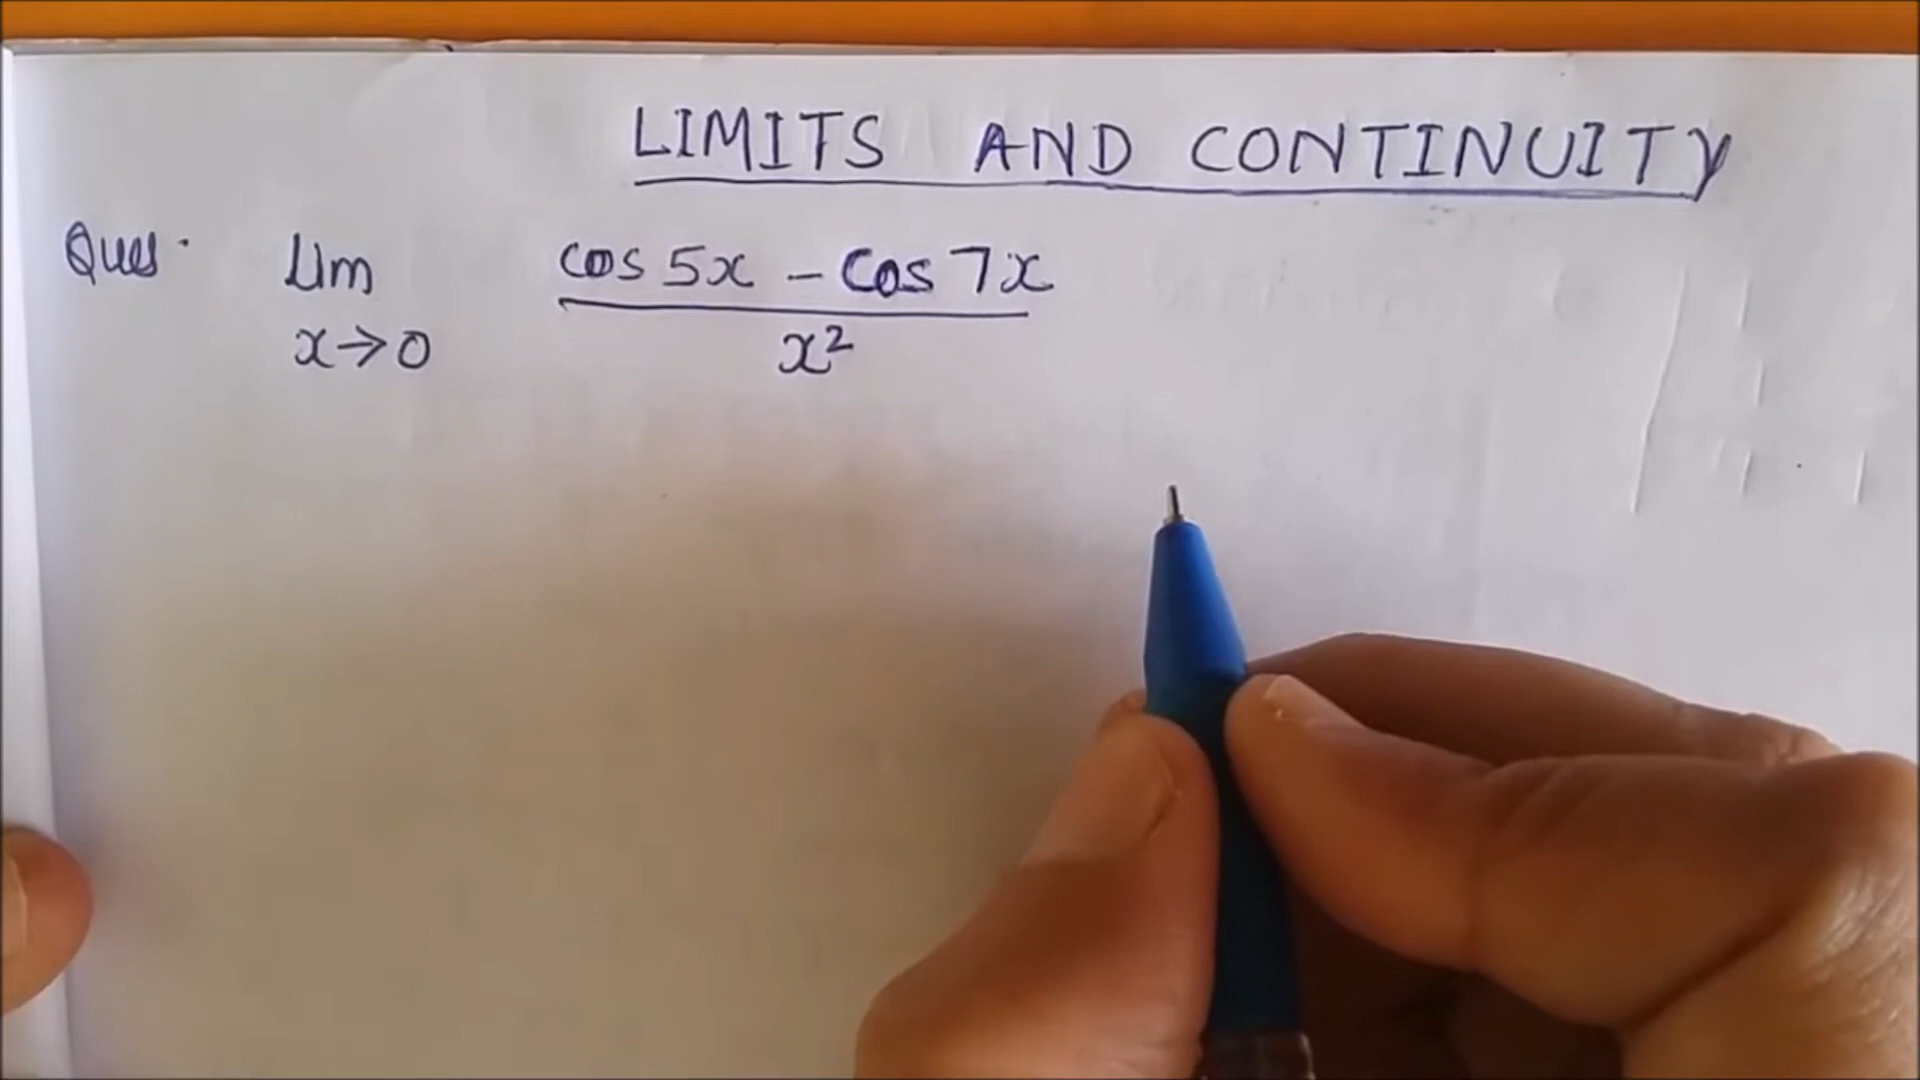 LIMITS AND CONTINUITY
Ques. Lim cos 5x - cos 7x
x→0 x²